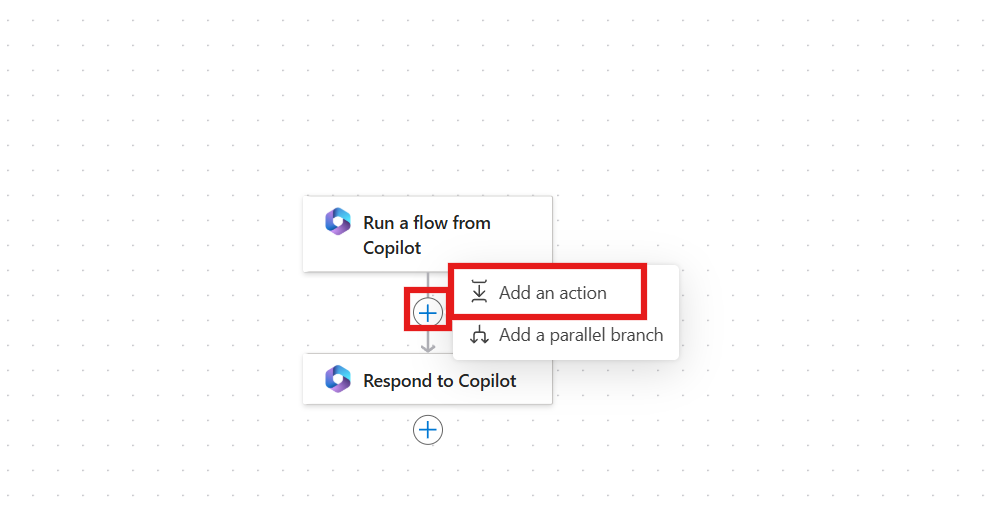 Run a flow from
Copilot
Add an action
Add a parallel branch
Respond to Copilot